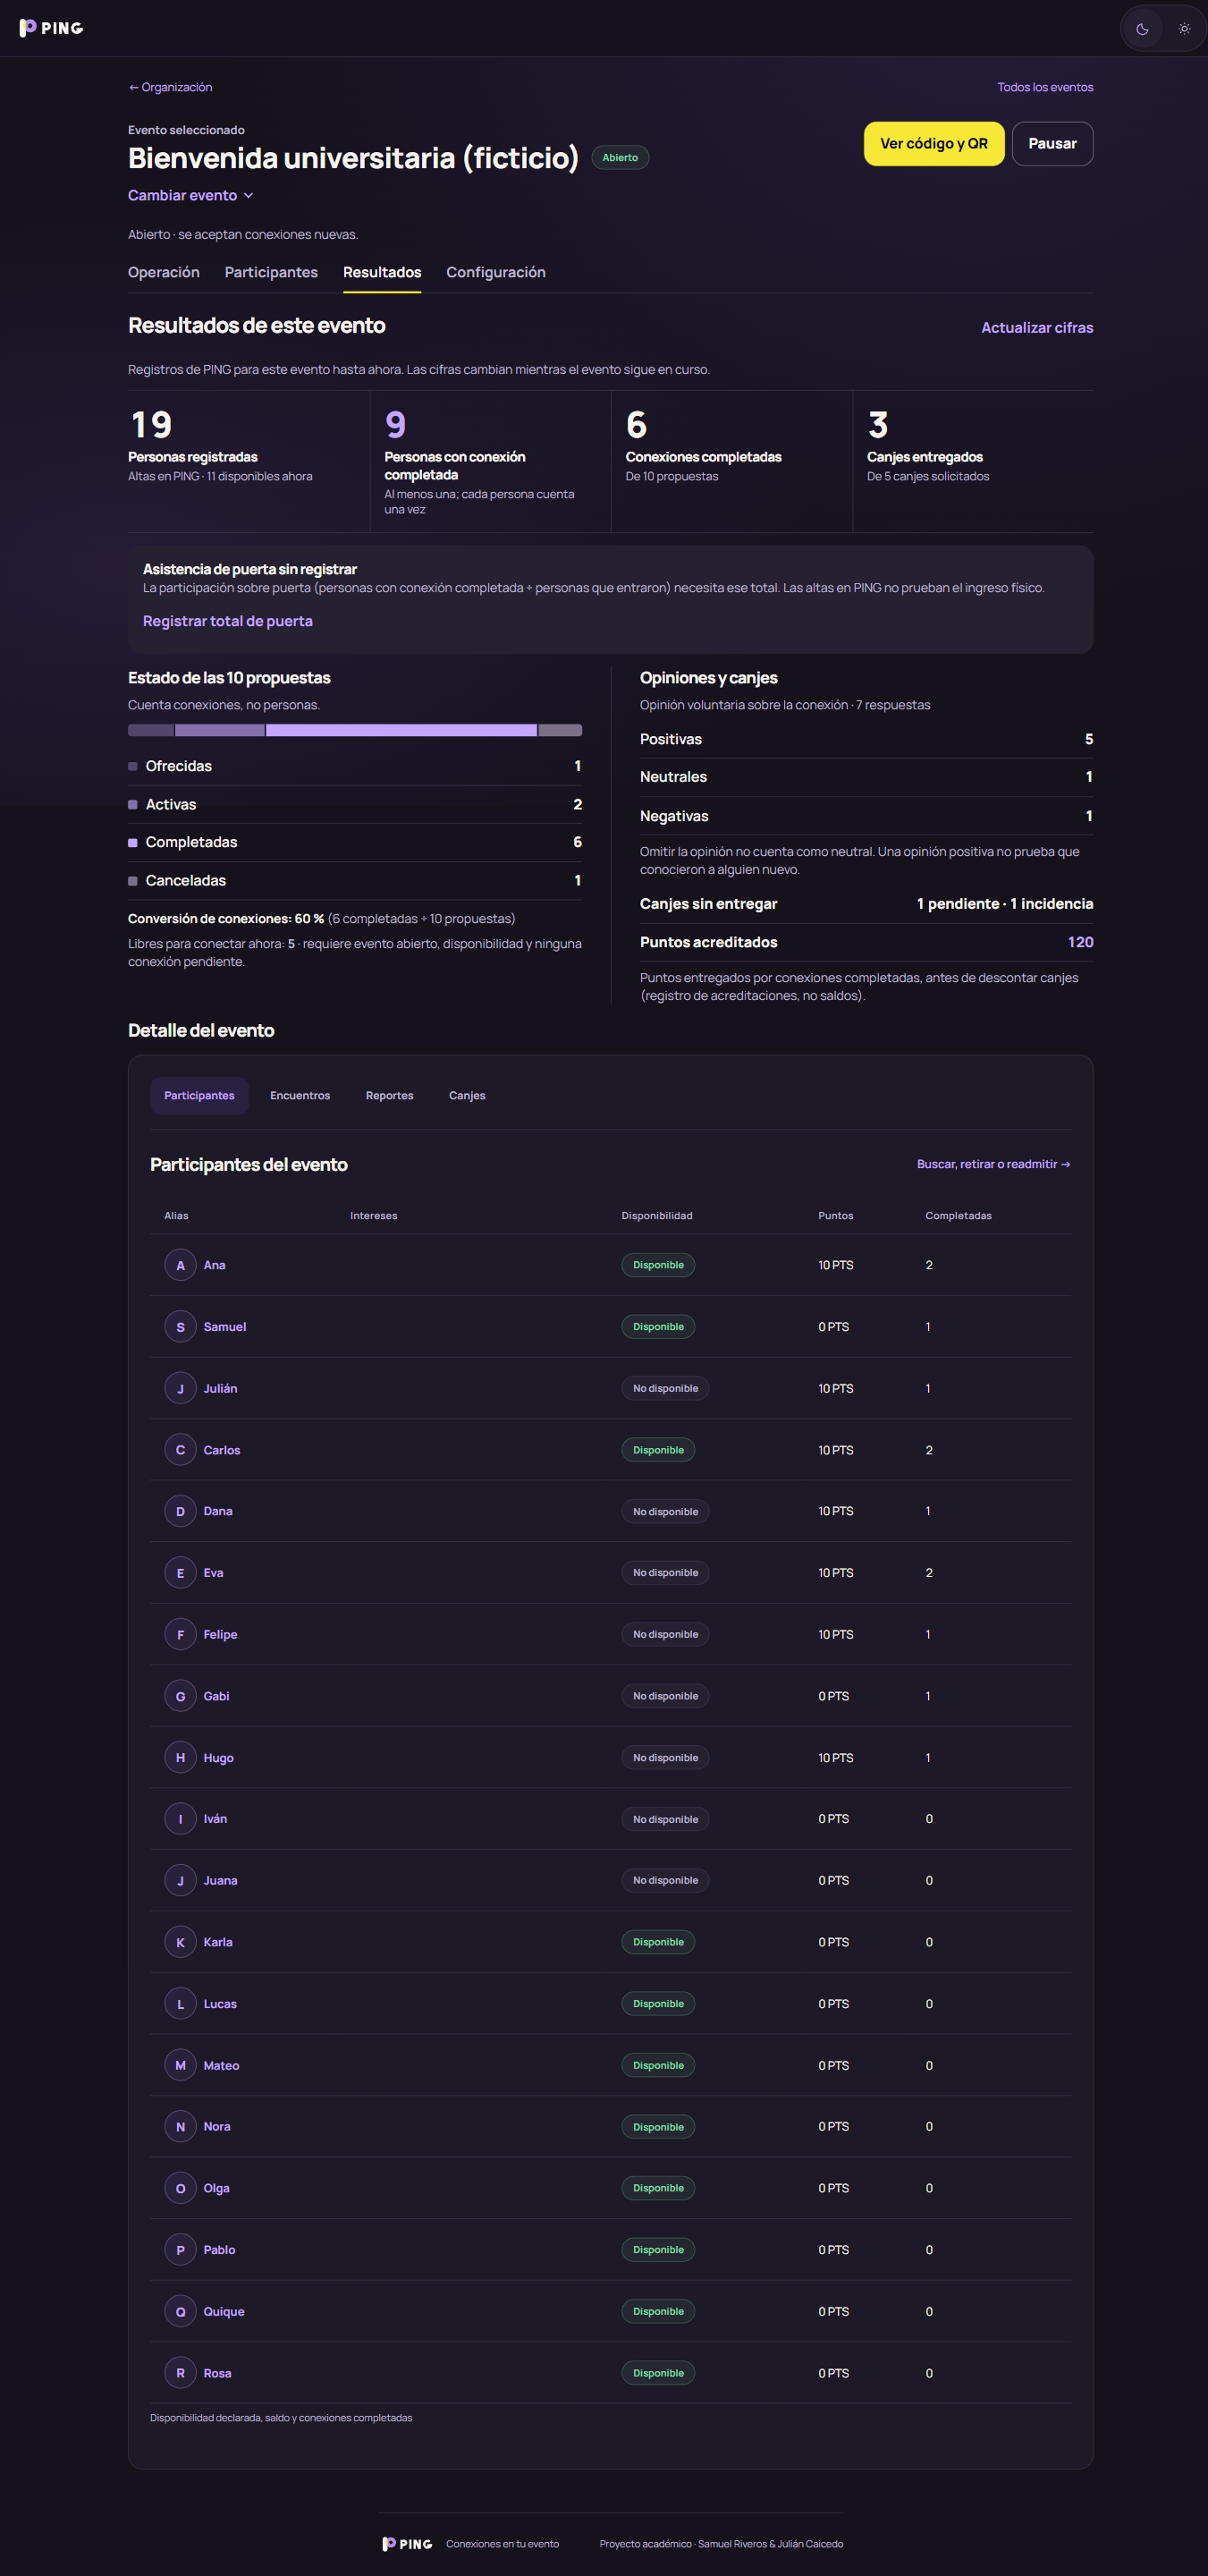 PING
← Organización
Todos los eventos
Evento seleccionado
Bienvenida universitaria (ficticio)
Abierto
Ver código y QR
Pausar
Cambiar evento
Abierto · se aceptan conexiones nuevas.
Operación
Participantes
Resultados
Configuración
Resultados de este evento
Actualizar cifras
Registros de PING para este evento hasta ahora. Las cifras cambian mientras el evento sigue en curso.
19
Personas registradas
Altas en PING · 11 disponibles ahora
9
Personas con conexión
completada
Al menos una; cada persona cuenta
una vez
6
Conexiones completadas
De 10 propuestas
3
Canjes entregados
De 5 canjes solicitados
Asistencia de puerta sin registrar
La participación sobre puerta (personas con conexión completada ÷ personas que entraron) necesita ese total. Las altas en PING no prueban el ingreso físico.
Registrar total de puerta
Estado de las 10 propuestas
Cuenta conexiones, no personas.
Ofrecidas 1
Activas 2
Completadas 6
Canceladas 1
Conversión de conexiones: 60 % (6 completadas ÷ 10 propuestas)
Libres para conectar ahora: 5 · requiere evento abierto, disponibilidad y ninguna
conexión pendiente.
Opiniones y canjes
Opinión voluntaria sobre la conexión · 7 respuestas
Positivas 5
Neutrales 1
Negativas 1
Omitir la opinión no cuenta como neutral. Una opinión positiva no prueba que
conocieron a alguien nuevo.
Canjes sin entregar 1 pendiente · 1 incidencia
Puntos acreditados 120
Puntos entregados por conexiones completadas, antes de descontar canjes
(registro de acreditaciones, no saldos).
Detalle del evento
Participantes
Encuentros
Reportes
Canjes
Participantes del evento
Buscar, retirar o readmitir →
Alias Intereses Disponibilidad Puntos Completadas
A Ana Disponible 10 PTS 2
S Samuel Disponible 0 PTS 1
J Julián No disponible 10 PTS 1
C Carlos Disponible 10 PTS 2
D Dana No disponible 10 PTS 1
E Eva No disponible 10 PTS 2
F Felipe No disponible 10 PTS 1
G Gabi No disponible 0 PTS 1
H Hugo No disponible 10 PTS 1
I Iván No disponible 0 PTS 0
J Juana No disponible 0 PTS 0
K Karla Disponible 0 PTS 0
L Lucas Disponible 0 PTS 0
M Mateo Disponible 0 PTS 0
N Nora Disponible 0 PTS 0
O Olga Disponible 0 PTS 0
P Pablo Disponible 0 PTS 0
Q Quique Disponible 0 PTS 0
R Rosa Disponible 0 PTS 0
Disponibilidad declarada, saldo y conexiones completadas
PING
Conexiones en tu evento
Proyecto académico · Samuel Riveros & Julián Caicedo